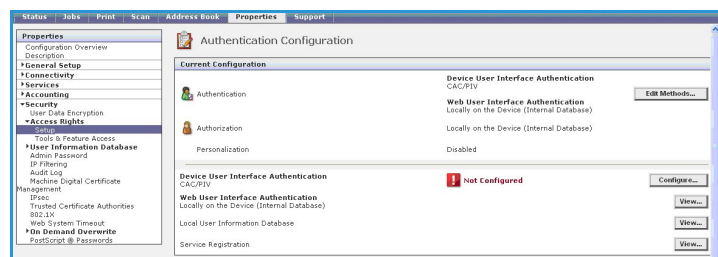 Status Jobs Print Scan Address Book Properties Support
Properties
Configuration Overview
Description
General Setup
Connectivity
Services
Accounting
Security
User Data Encryption
Access Rights
Setup
Tools & Feature Access
User Information Database
Admin Password
IP Filtering
Audit Log
Machine Digital Certificate
Management
IPsec
Trusted Certificate Authorities
802.1X
Web System Timeout
On Demand Overwrite
PostScript ® Passwords
Authentication Configuration
Current Configuration
Authentication
Device User Interface Authentication
CAC/PIV
Web User Interface Authentication
Locally on the Device (Internal Database)
Edit Methods...
Authorization
Locally on the Device (Internal Database)
Personalization
Disabled
Device User Interface Authentication
CAC/PIV
Not Configured
Configure...
Web User Interface Authentication
Locally on the Device (Internal Database)
View...
Local User Information Database
View...
Service Registration
View...